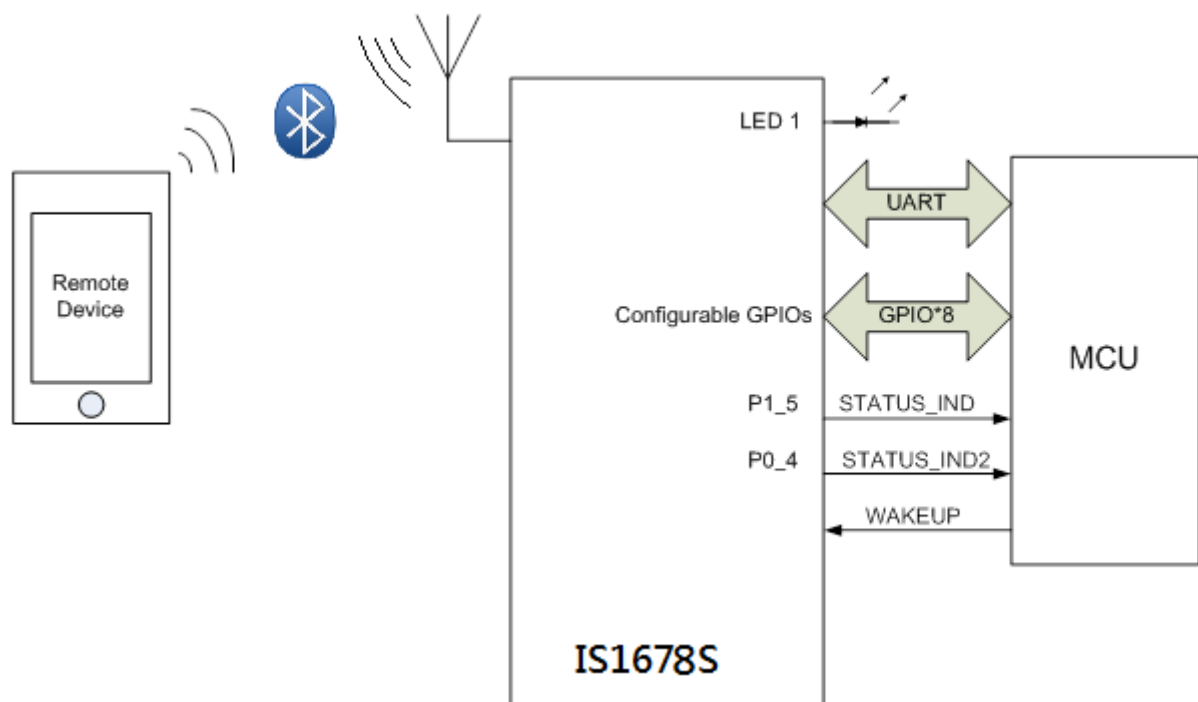 LED 1
UART
Remote
Device
Configurable GPIOs
GPIO*8
MCU
P1_5
STATUS_IND
P0_4
STATUS_IND2
WAKEUP
IS1678S